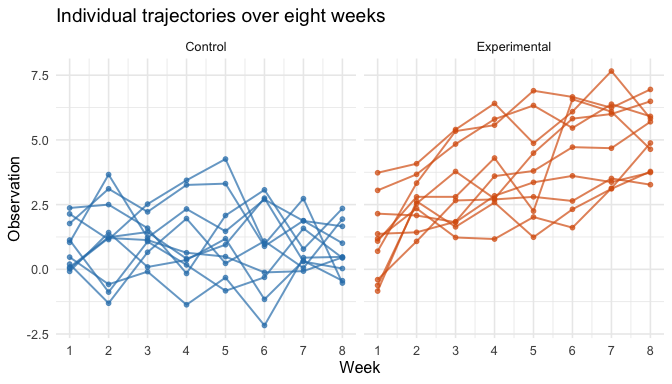 Individual trajectories over eight weeks
Control
Experimental
7.5
5.0
2.5
0.0
-2.5
Observation
1 2 3 4 5 6 7 8
1 2 3 4 5 6 7 8
Week